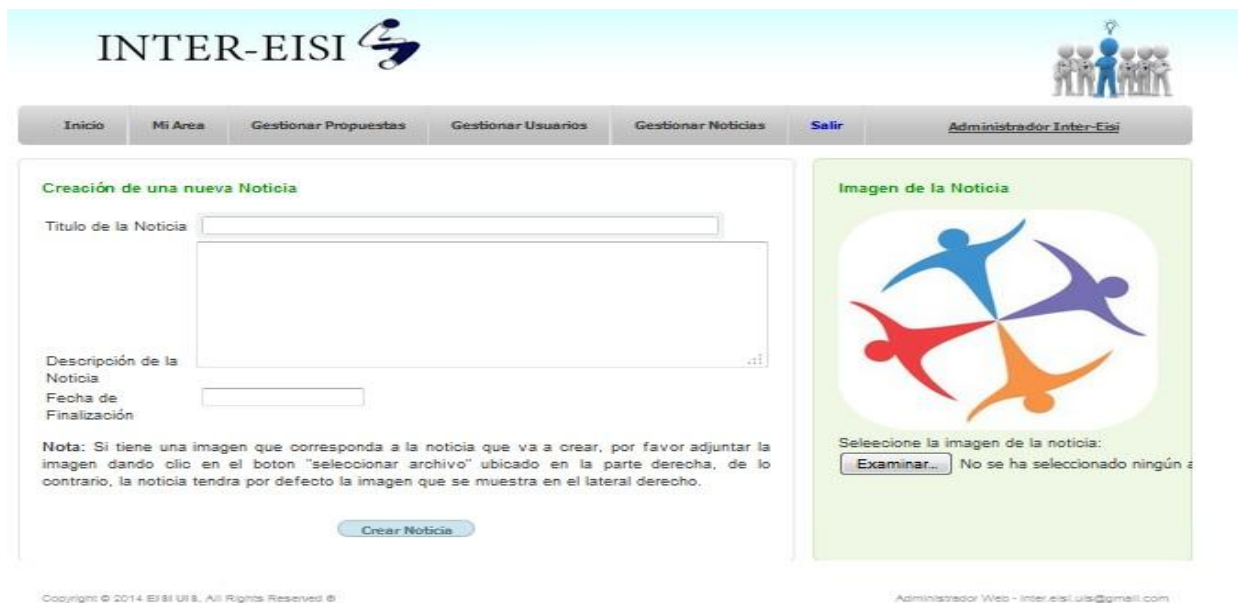 INTER-EISI
Inicio Mi Area Gestionar Propuestas Gestionar Usuarios Gestionar Noticias Salir Administrador Inter-Eisi
Creación de una nueva Noticia
Titulo de la Noticia
Descripción de la
Noticia
Fecha de
Finalización
Nota: Si tiene una imagen que corresponda a la noticia que va a crear, por favor adjuntar la
imagen dando clic en el boton "seleccionar archivo" ubicado en la parte derecha, de lo
contrario, la noticia tendra por defecto la imagen que se muestra en el lateral derecho.
Crear Noticia
Imagen de la Noticia
Seleecione la imagen de la noticia:
Examinar... No se ha seleccionado ningún a
Copyright © 2014 EISI UIS, All Rights Reserved ®
Administrador Web - inter.eisi.uis@gmail.com